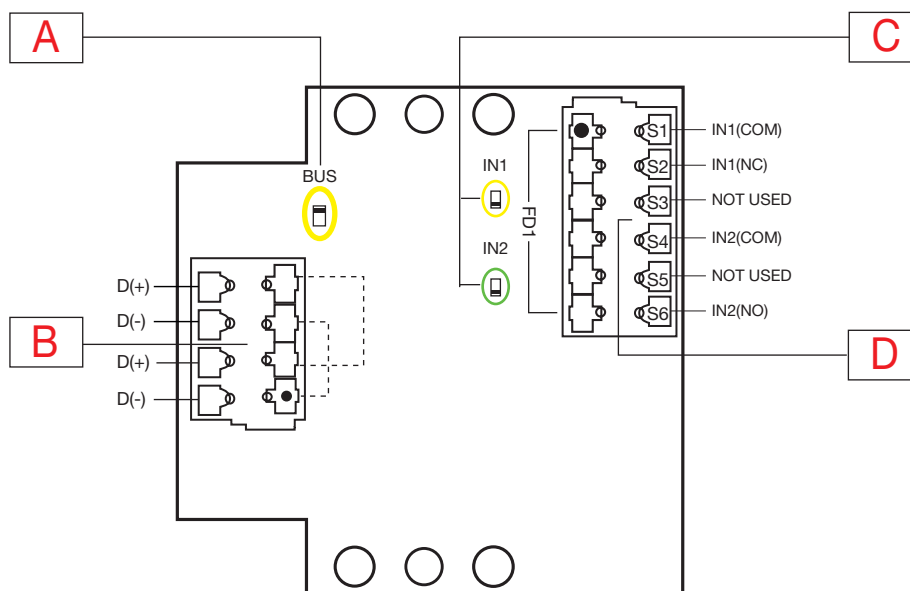 A
C
BUS
IN1
IN2
FD1
S1 IN1(COM)
S2 IN1(NC)
S3 NOT USED
S4 IN2(COM)
S5 NOT USED
S6 IN2(NO)
D(+)
D(-)
D(+)
D(-)
B
D